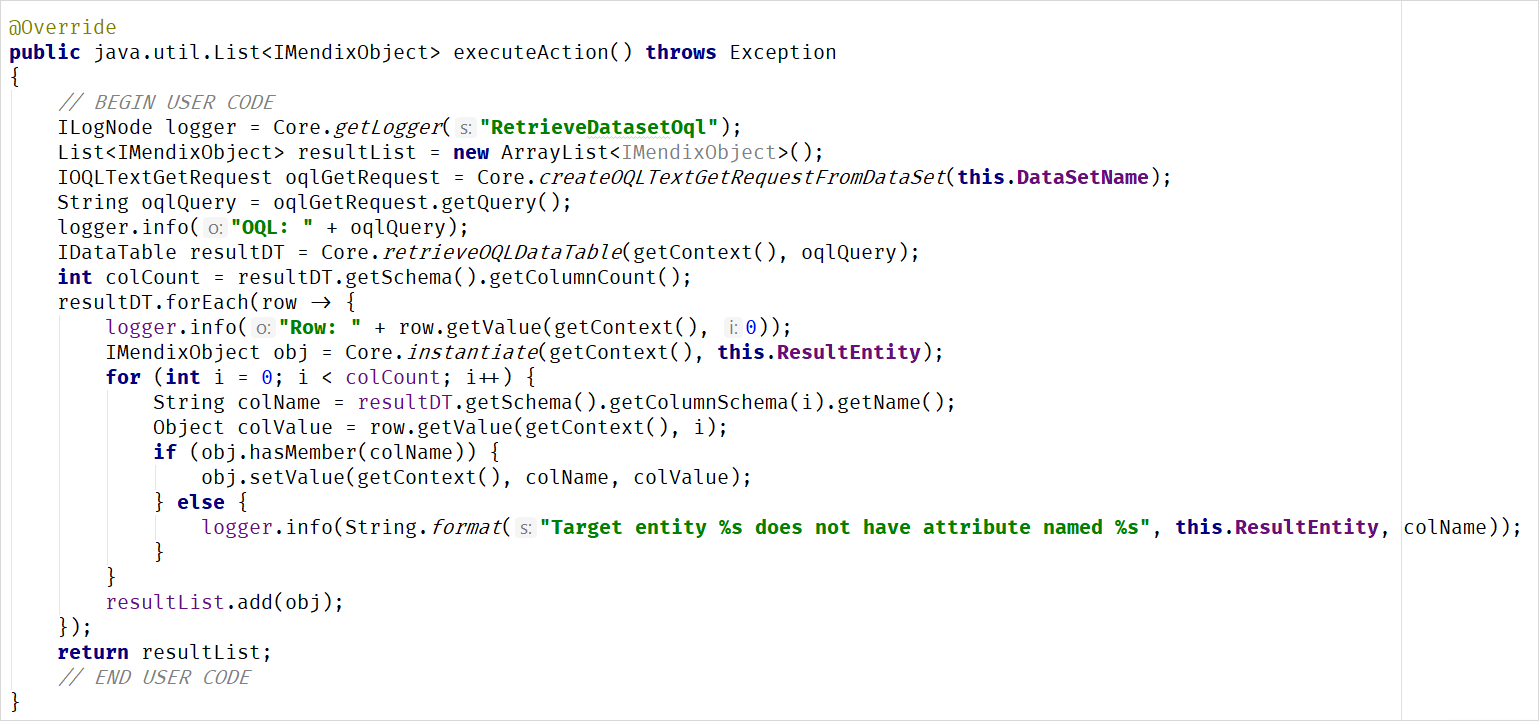 @Override
public java.util.List<IMendixObject> executeAction() throws Exception
{
    // BEGIN USER CODE
    ILogNode logger = Core.getLogger( s: "RetrieveDatasetOql");
    List<IMendixObject> resultList = new ArrayList<IMendixObject>();
    IOQLTextGetRequest oqlGetRequest = Core.createOQLTextGetRequestFromDataSet(this.DataSetName);
    String oqlQuery = oqlGetRequest.getQuery();
    logger.info( o: "OQL: " + oqlQuery);
    IDataTable resultDT = Core.retrieveOQLDataTable(getContext(), oqlQuery);
    int colCount = resultDT.getSchema().getColumnCount();
    resultDT.forEach(row → {
        logger.info( o: "Row: " + row.getValue(getContext(), i: 0));
        IMendixObject obj = Core.instantiate(getContext(), this.ResultEntity);
        for (int i = 0; i < colCount; i++) {
            String colName = resultDT.getSchema().getColumnSchema(i).getName();
            Object colValue = row.getValue(getContext(), i);
            if (obj.hasMember(colName)) {
                obj.setValue(getContext(), colName, colValue);
            } else {
                logger.info(String.format( s: "Target entity %s does not have attribute named %s", this.ResultEntity, colName));
            }
        }
        resultList.add(obj);
    });
    return resultList;
    // END USER CODE
}